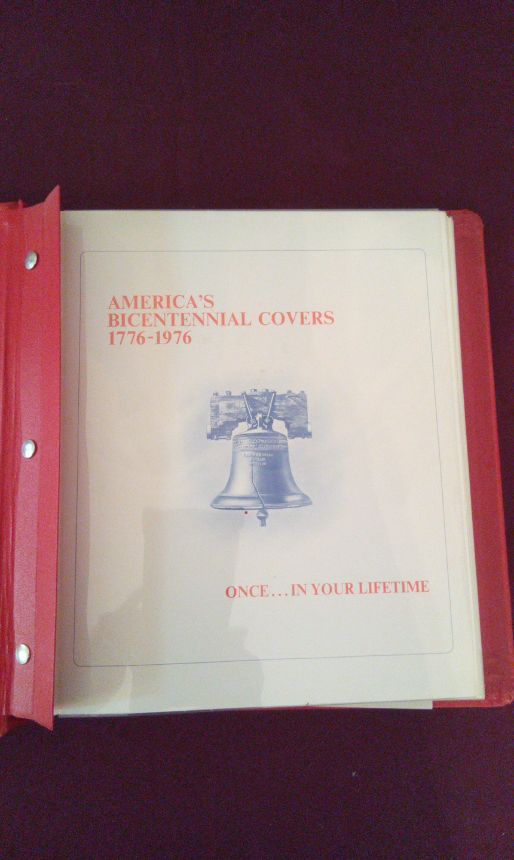 AMERICA'S
BICENTENNIAL COVERS
1776-1976
ONCE...IN YOUR LIFETIME